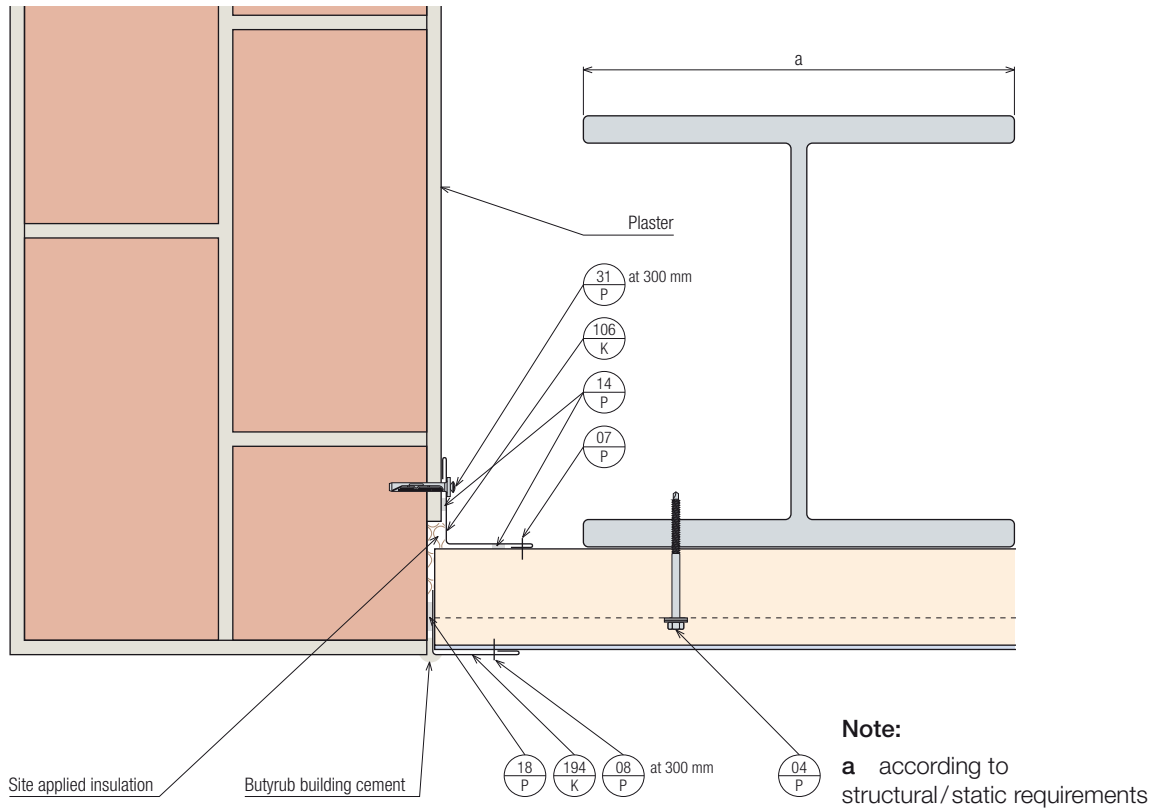 a
Plaster
31
P
at 300 mm
106
K
14
P
07
P
Site applied insulation
Butyrub building cement
18
P
194
K
08
P
at 300 mm
04
P
Note:
a according to
structural/static requirements